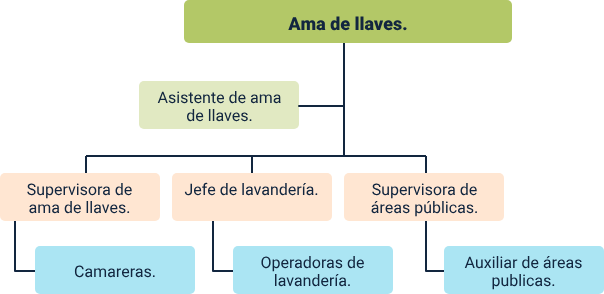 Ama de llaves.
Asistente de ama
de llaves.
Supervisora de
ama de llaves.
Jefe de lavandería.
Supervisora de
áreas públicas.
Camareras.
Operadoras de
lavandería.
Auxiliar de áreas
publicas.